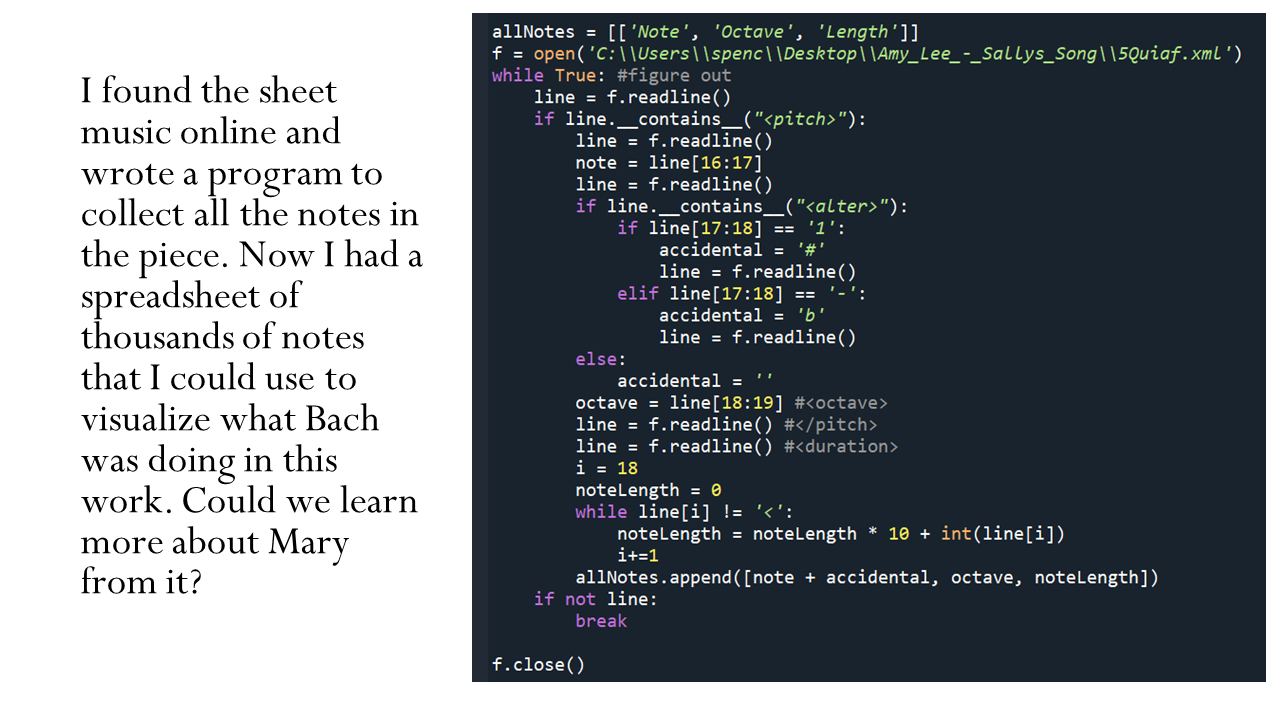 I found the sheet
music online and
wrote a program to
collect all the notes in
the piece. Now I had a
spreadsheet of
thousands of notes
that I could use to
visualize what Bach
was doing in this
work. Could we learn
more about Mary
from it?
allNotes = [['Note', 'Octave', 'Length']]
f = open('C:\\Users\\spenc\\Desktop\\Amy_Lee_-_Sallys_Song\\5Quiaf.xml')
while True: #figure out
    line = f.readline()
    if line.__contains__("<pitch>"):
        line = f.readline()
        note = line[16:17]
        line = f.readline()
        if line.__contains__("<alter>"):
            if line[17:18] == '1':
                accidental = '#'
                line = f.readline()
            elif line[17:18] == '-':
                accidental = 'b'
                line = f.readline()
        else:
            accidental = ''
        octave = line[18:19] #<octave>
        line = f.readline() #</pitch>
        line = f.readline() #<duration>
        i = 18
        noteLength = 0
        while line[i] != '<':
            noteLength = noteLength * 10 + int(line[i])
            i+=1
        allNotes.append([note + accidental, octave, noteLength])
    if not line:
        break
f.close()